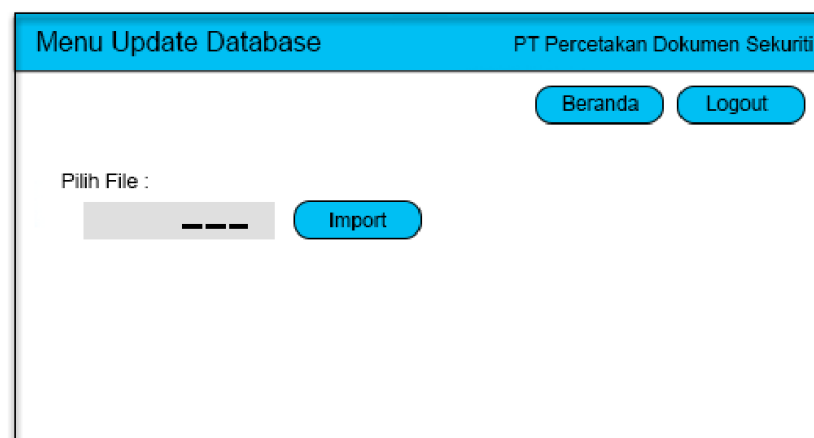 Menu Update Database
PT Percetakan Dokumen Sekuriti
Beranda
Logout
Pilih File :
Import